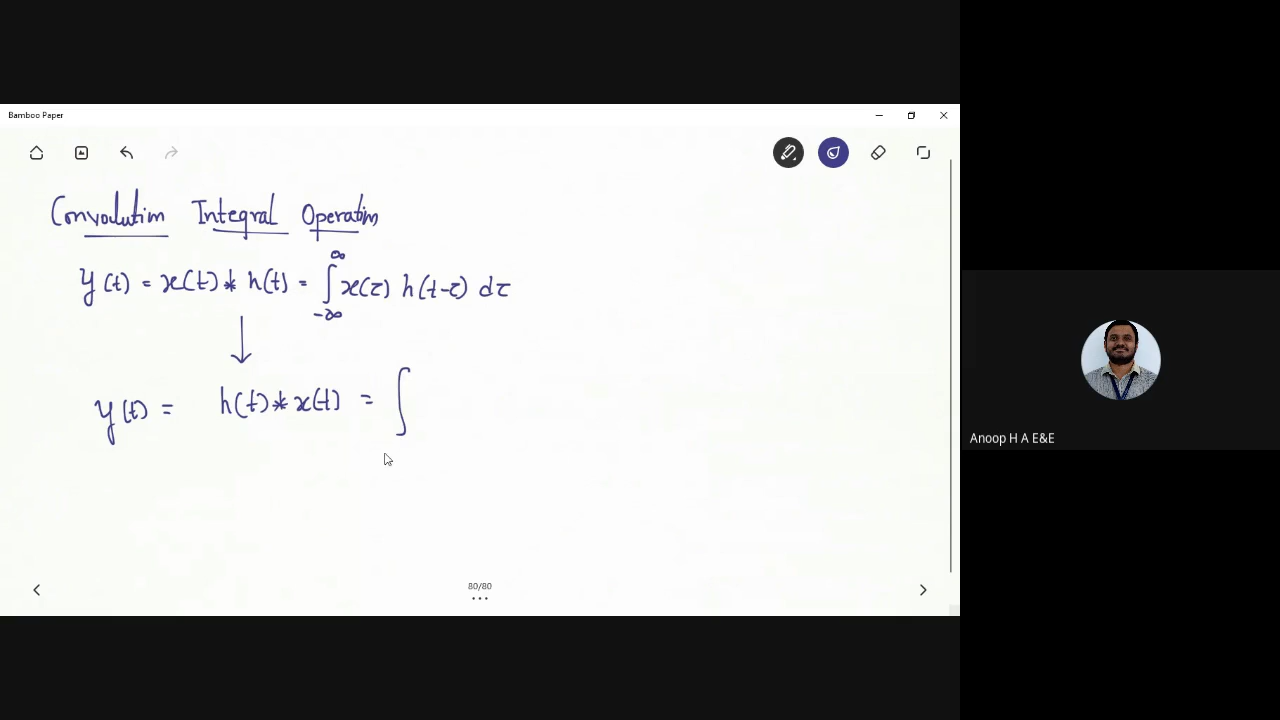 Bamboo Paper
Convolution Integral Operation
y(t) = x(t) * h(t) = ∫_{-∞}^{∞} x(τ) h(t-τ) dτ
y(t) = h(t) * x(t) = ∫
Anoop H A E&E
80/80